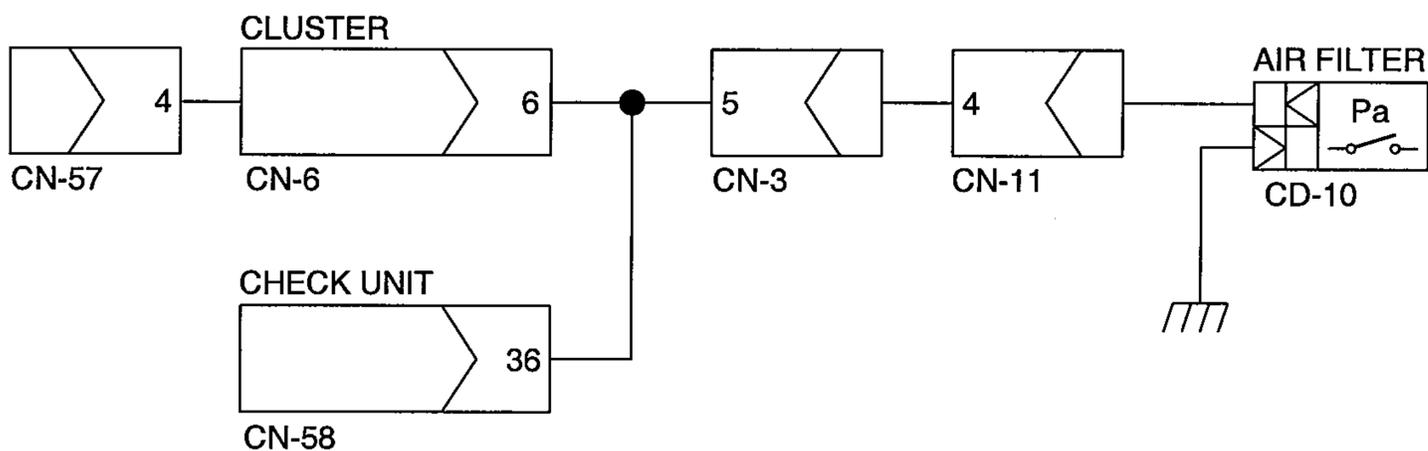 CLUSTER
AIR FILTER
4
6
5
4
Pa
CN-57
CN-6
CN-3
CN-11
CD-10
CHECK UNIT
36
CN-58